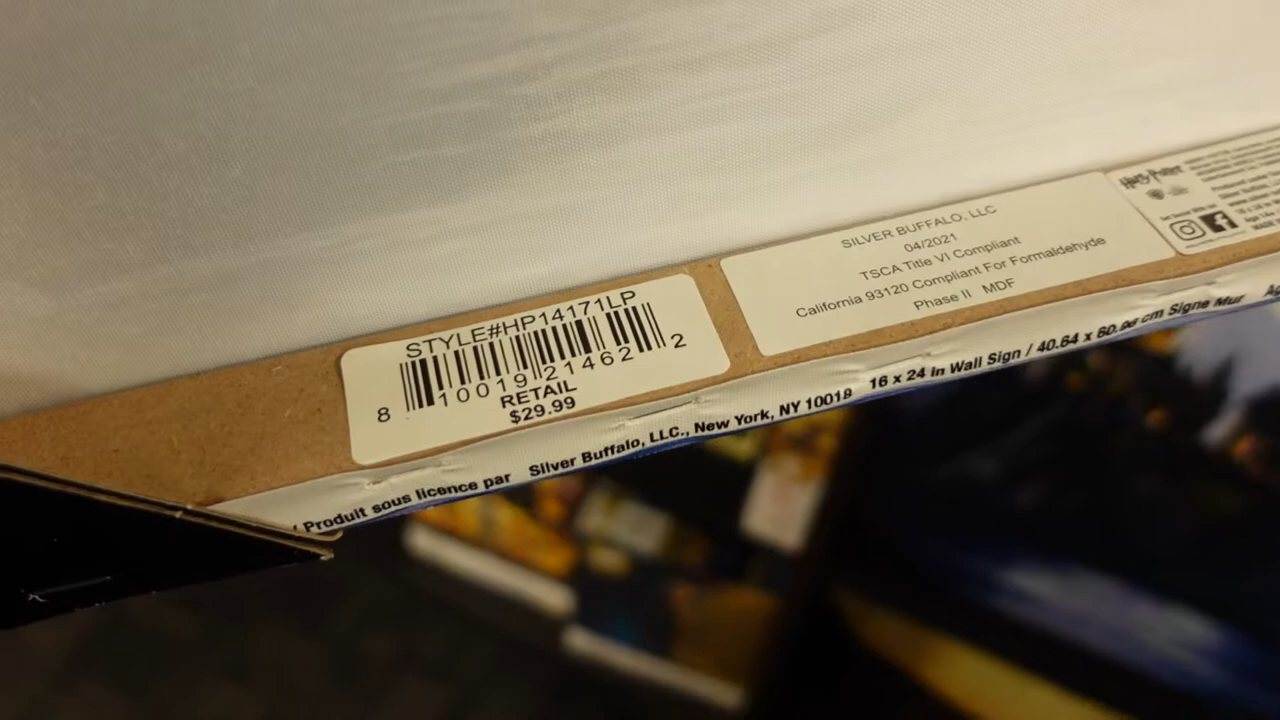 STYLE#HP14171LP
8 10019 21462 2
RETAIL
$29.99
SILVER BUFFALO, LLC
04/2021
TSCA Title VI Compliant
California 93120 Compliant For Formaldehyde
Phase II MDF
Harry Potter
/ Produit sous licence par Silver Buffalo, LLC., New York, NY 10019 16 x 24 in Wall Sign / 40.64 x 60.96 cm Signe Mur